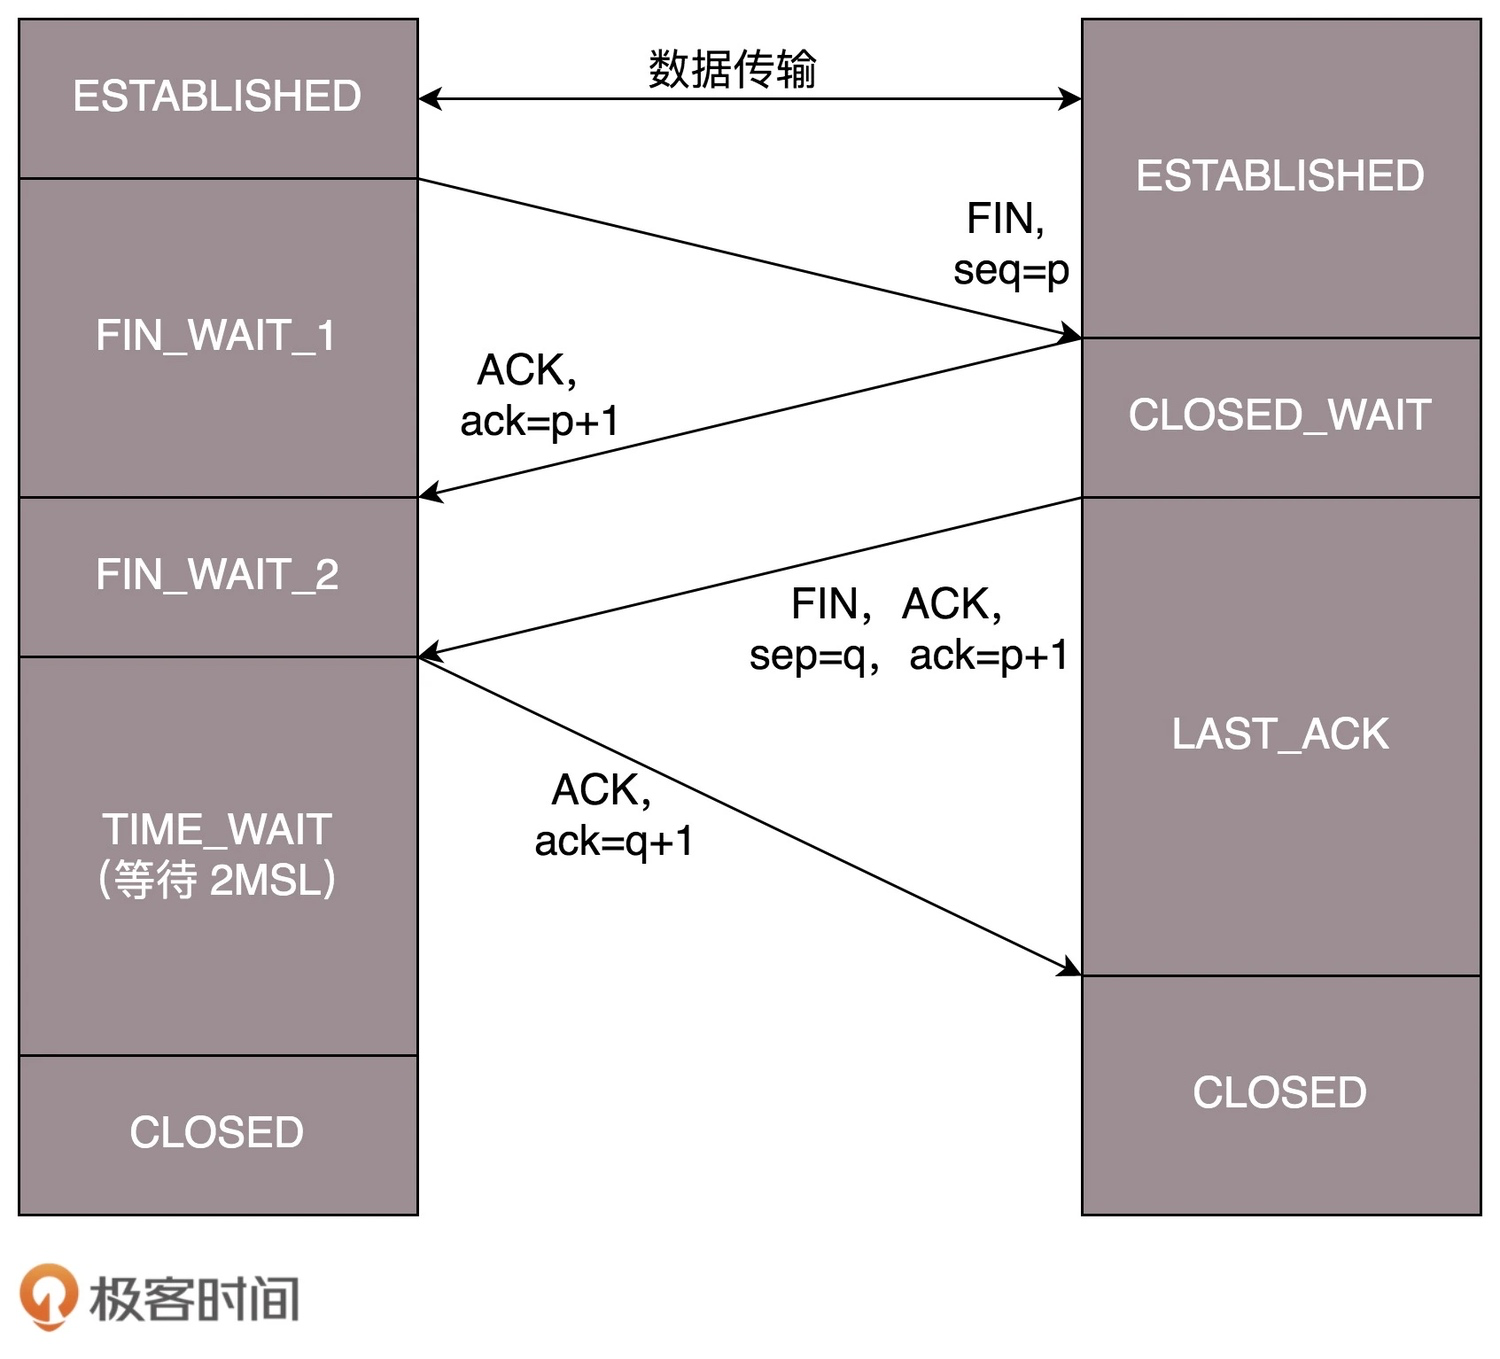 数据传输
ESTABLISHED
ESTABLISHED
FIN,
seq=p
FIN_WAIT_1
ACK,
ack=p+1
CLOSED_WAIT
FIN_WAIT_2
FIN, ACK,
sep=q, ack=p+1
LAST_ACK
ACK,
ack=q+1
TIME_WAIT
(等待 2MSL)
CLOSED
CLOSED
极客时间